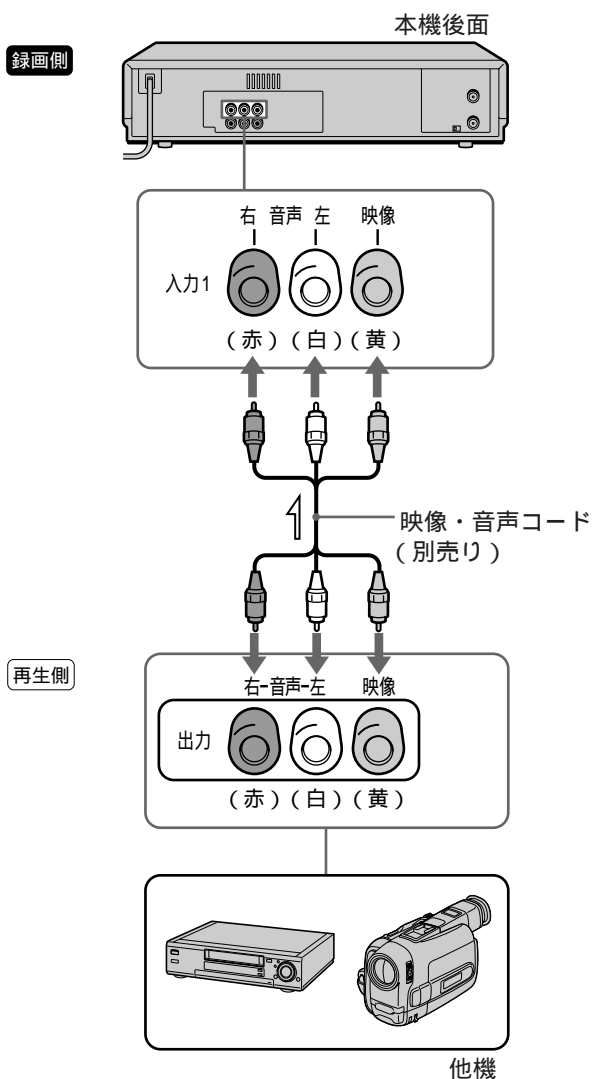 本機後面
録画側
右 音声 左 映像
入力1
（赤）（白）（黄）
映像・音声コード
（別売り）
再生側
右-音声-左 映像
出力
（赤）（白）（黄）
他機